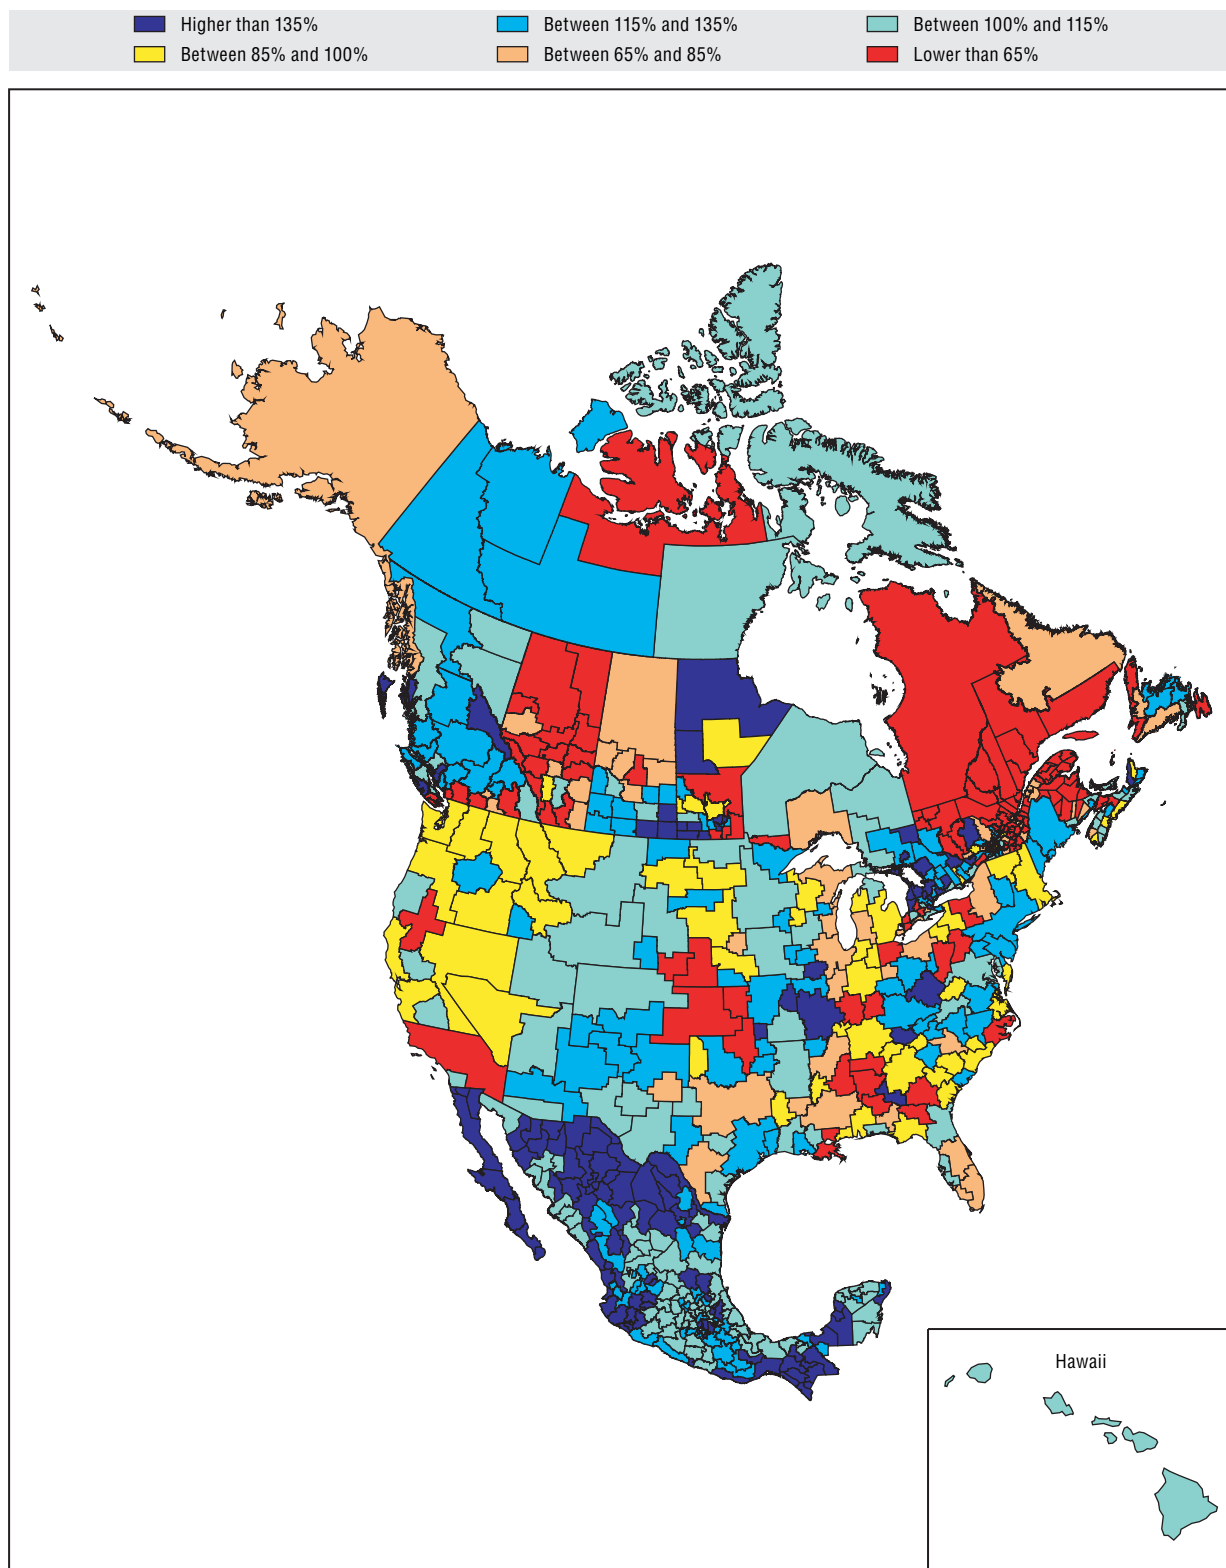 Higher than 135%
Between 115% and 135%
Between 100% and 115%
Between 85% and 100%
Between 65% and 85%
Lower than 65%
Hawaii